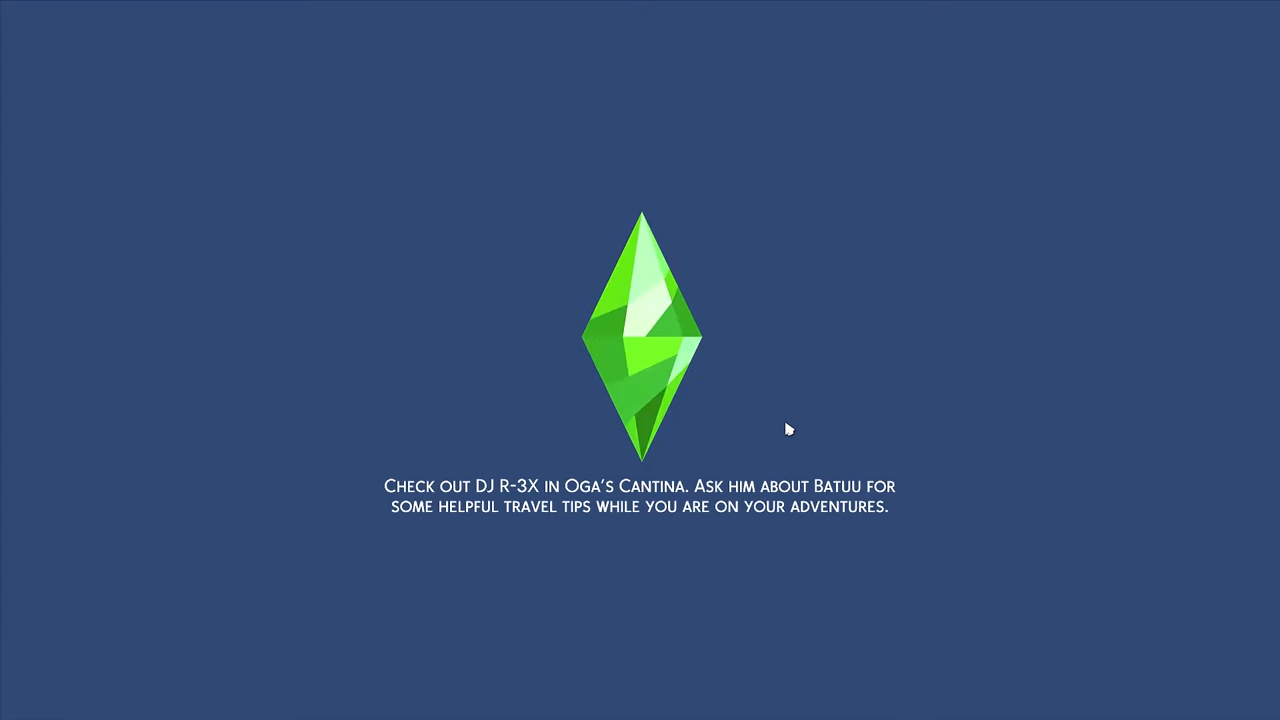 Check out DJ R-3X in Oga's Cantina. Ask him about Batuu for
some helpful travel tips while you are on your adventures.